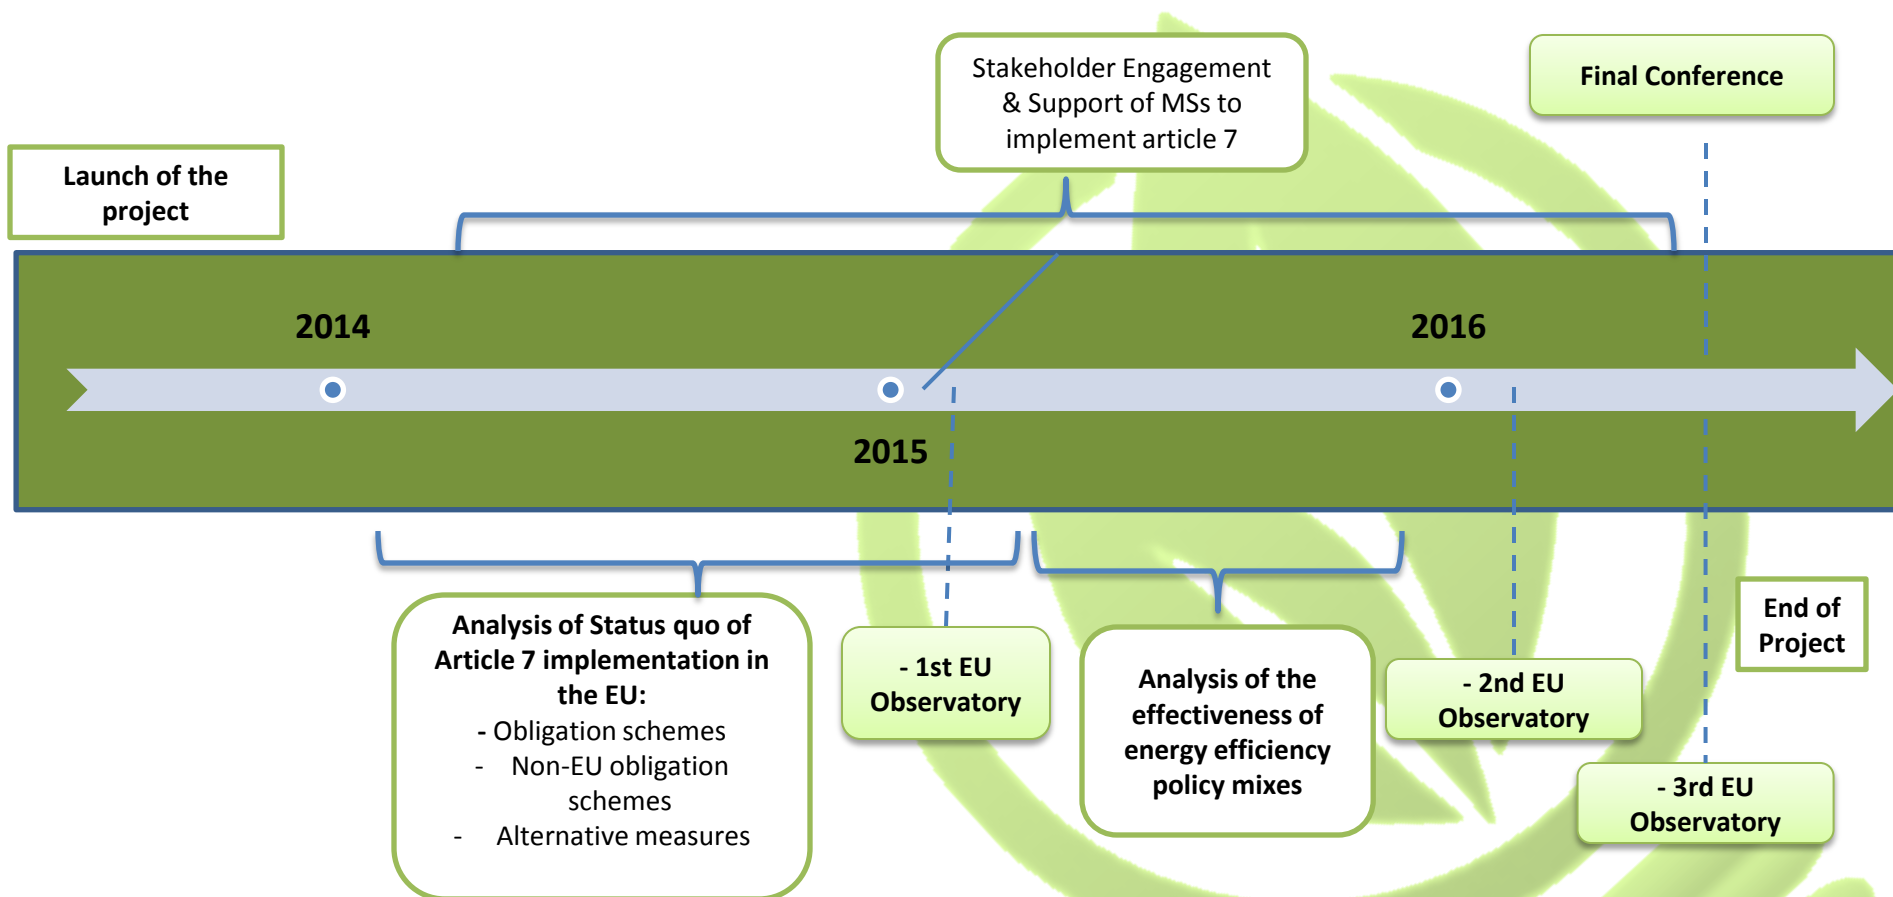 Stakeholder Engagement
& Support of MSs to
implement article 7
Final Conference
Launch of the
project
2014
2016
2015
Analysis of Status quo of
Article 7 implementation in
the EU:
- Obligation schemes
- Non-EU obligation
schemes
- Alternative measures
- 1st EU
Observatory
Analysis of the
effectiveness of
energy efficiency
policy mixes
- 2nd EU
Observatory
End of
Project
- 3rd EU
Observatory